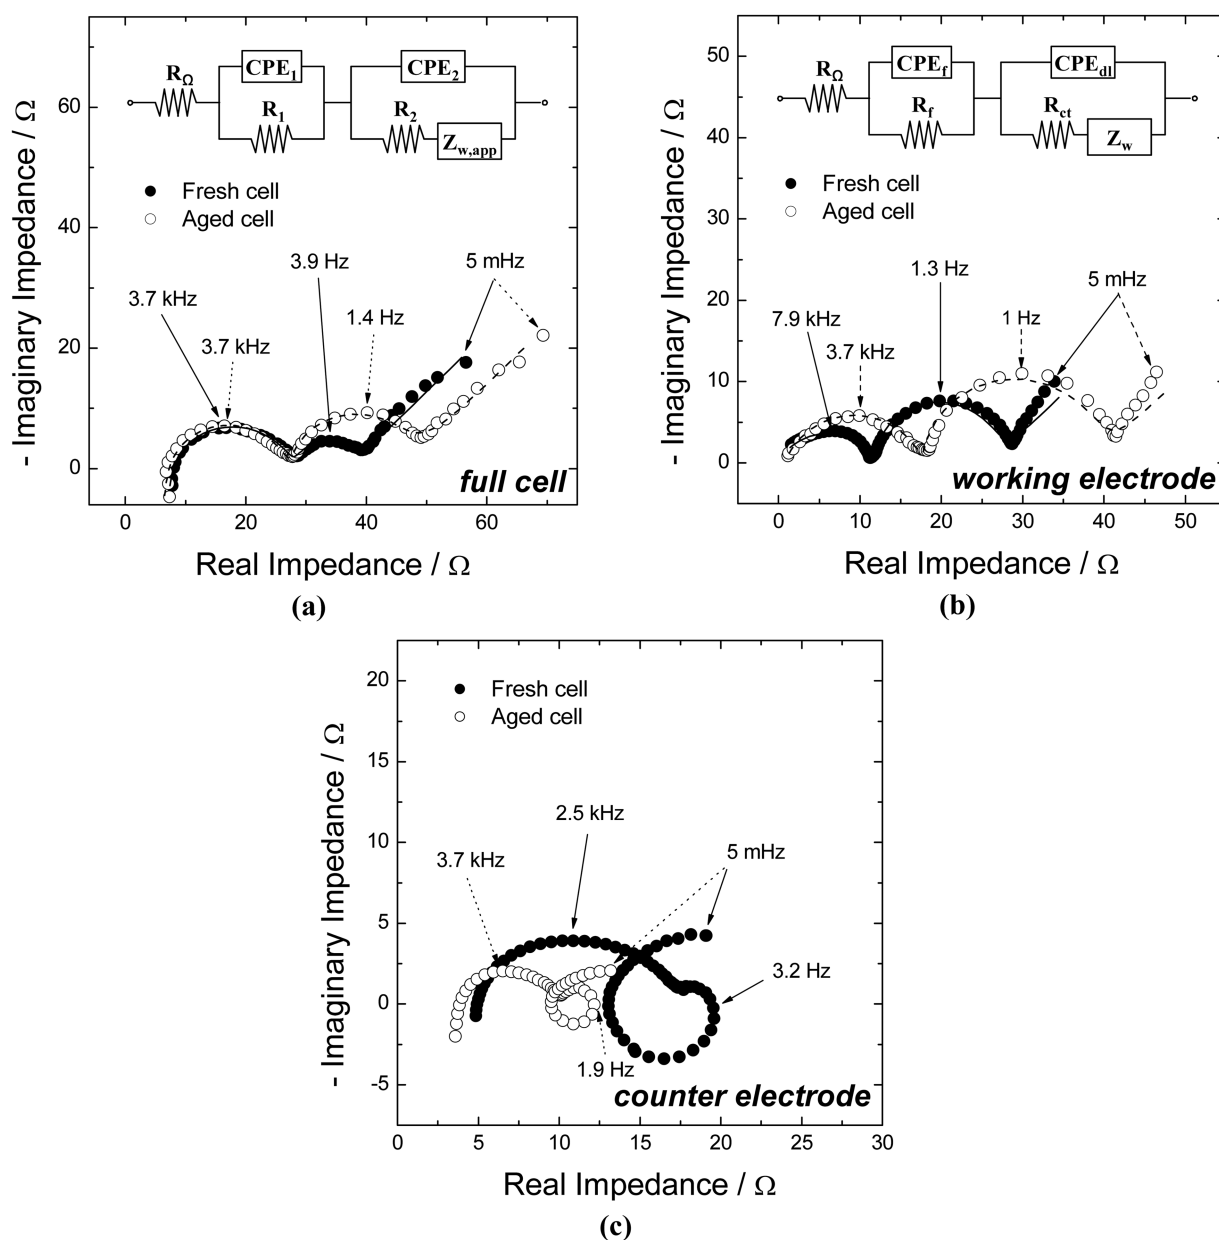 CPE1 CPE2
RΩ
R1 R2
Zw,app
Fresh cell
Aged cell
3.9 Hz 5 mHz
3.7 kHz
1.4 Hz
3.7 kHz
60
40
20
0
- Imaginary Impedance / Ω
full cell
0 20 40 60
Real Impedance / Ω
(a)
CPEf CPEdl
RΩ
Rf Rct
Zw
Fresh cell
Aged cell
1.3 Hz
5 mHz
7.9 kHz 1 Hz
3.7 kHz
50
40
30
20
10
0
- Imaginary Impedance / Ω
working electrode
0 10 20 30 40 50
Real Impedance / Ω
(b)
Fresh cell
Aged cell
2.5 kHz
3.7 kHz 5 mHz
3.2 Hz
1.9 Hz
20
15
10
5
0
-5
- Imaginary Impedance / Ω
counter electrode
0 5 10 15 20 25 30
Real Impedance / Ω
(c)